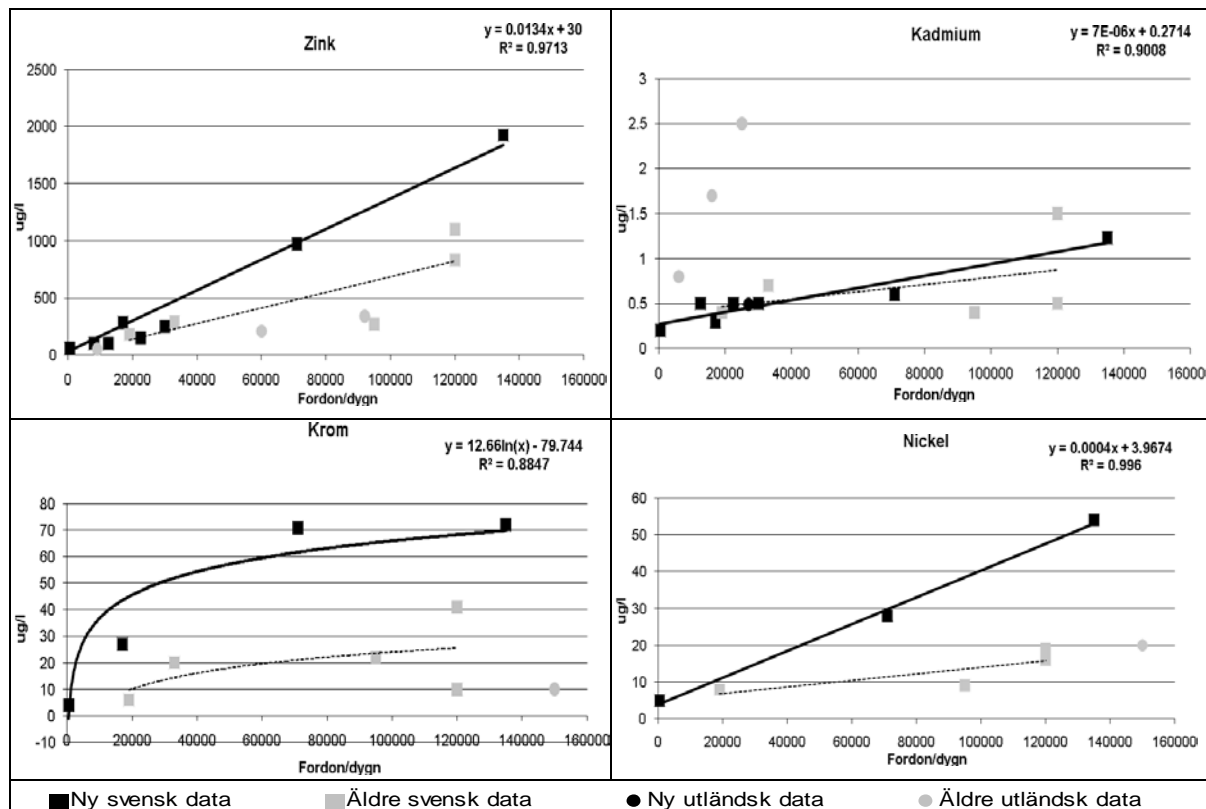 Zink
y = 0.0134x + 30
R² = 0.9713
ug/l
2500
2000
1500
1000
500
0
0 20000 40000 60000 80000 100000 120000 140000 160000
Fordon/dygn
Kadmium
y = 7E-06x + 0.2714
R² = 0.9008
ug/l
3
2.5
2
1.5
1
0.5
0
0 20000 40000 60000 80000 100000 120000 140000 16000
Fordon/dygn
Krom
y = 12.66ln(x) - 79.744
R² = 0.8847
ug/l
80
70
60
50
40
30
20
10
0
-10
0 20000 40000 60000 80000 100000 120000 140000 160000
Fordon/dygn
Nickel
y = 0.0004x + 3.9674
R² = 0.996
ug/l
60
50
40
30
20
10
0
0 20000 40000 60000 80000 100000 120000 140000 160000
Fordon/dygn
Ny svensk data Äldre svensk data Ny utländsk data Äldre utländsk data